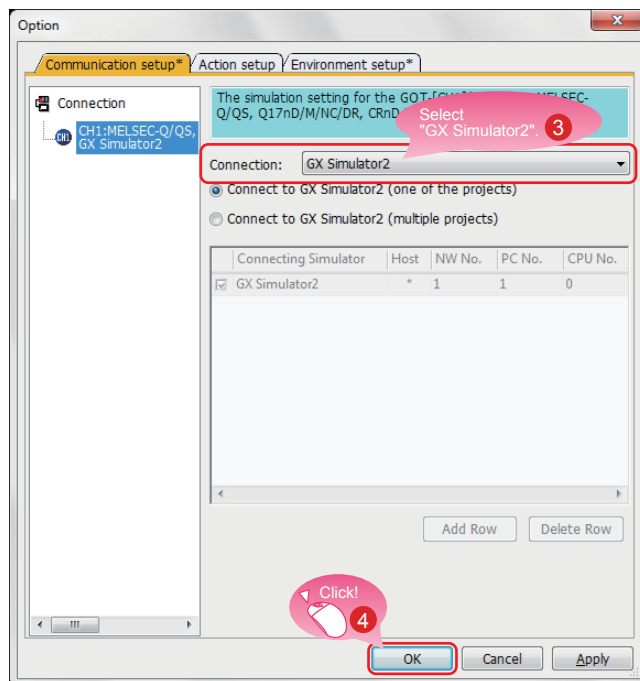 Option
Communication setup* Action setup Environment setup*
Connection
CH1:MELSEC-Q/QS,
GX Simulator2
The simulation setting for the GOT-[CH1]
Q/QS, Q17nD/M/NC/DR, CRnD
Select
"GX Simulator2". 3
Connection: GX Simulator2
Connect to GX Simulator2 (one of the projects)
Connect to GX Simulator2 (multiple projects)
Connecting Simulator Host NW No. PC No. CPU No.
GX Simulator2 * 1 1 0
Add Row Delete Row
Click!
4
OK Cancel Apply